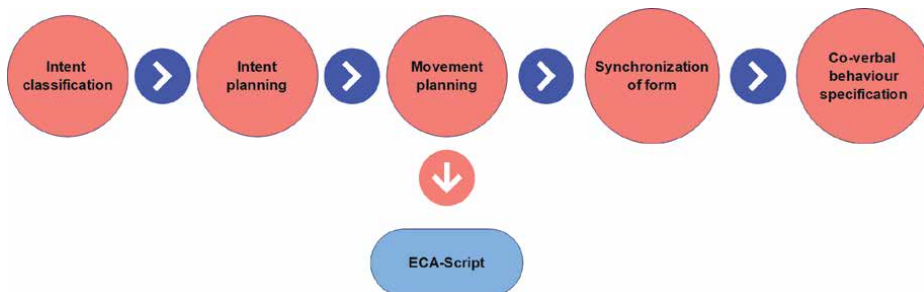 Intent
classification
Intent
planning
Movement
planning
Synchronization
of form
Co-verbal
behaviour
specification
ECA-Script